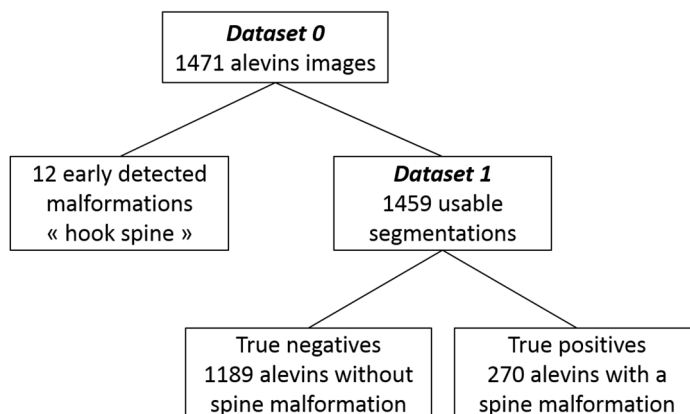 Dataset 0
1471 alevins images
12 early detected
malformations
« hook spine »
Dataset 1
1459 usable
segmentations
True negatives
1189 alevins without
spine malformation
True positives
270 alevins with a
spine malformation